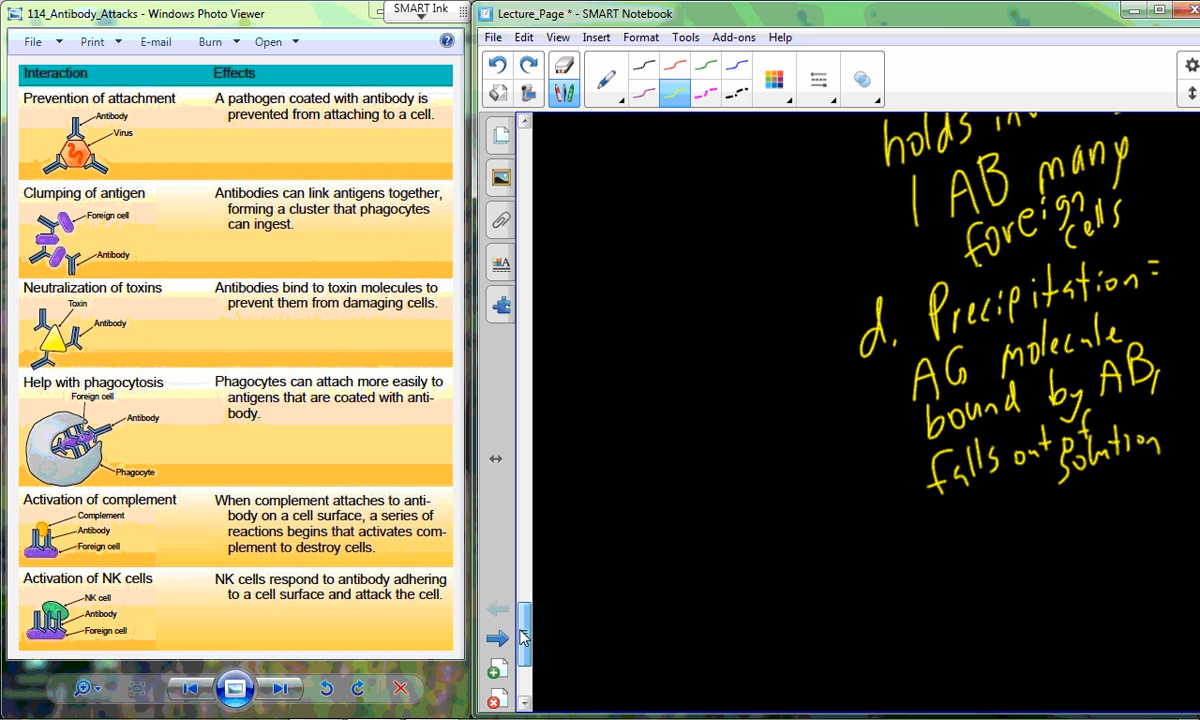 114_Antibody_Attacks - Windows Photo Viewer
SMART Ink
File Print E-mail Burn Open
Interaction Effects
Prevention of attachment
Antibody
Virus
A pathogen coated with antibody is
prevented from attaching to a cell.
Clumping of antigen
Foreign cell
Antibody
Antibodies can link antigens together,
forming a cluster that phagocytes
can ingest.
Neutralization of toxins
Toxin
Antibody
Antibodies bind to toxin molecules to
prevent them from damaging cells.
Help with phagocytosis
Foreign cell
Antibody
Phagocyte
Phagocytes can attach more easily to
antigens that are coated with anti-
body.
Activation of complement
Complement
Antibody
Foreign cell
When complement attaches to anti-
body on a cell surface, a series of
reactions begins that activates com-
plement to destroy cells.
Activation of NK cells
NK cell
Antibody
Foreign cell
NK cells respond to antibody adhering
to a cell surface and attack the cell.
Lecture_Page * - SMART Notebook
File Edit View Insert Format Tools Add-ons Help
holds
1 AB many
foreign
cells
d. Precipitation =
AG molecule
bound by AB,
falls out of
solution